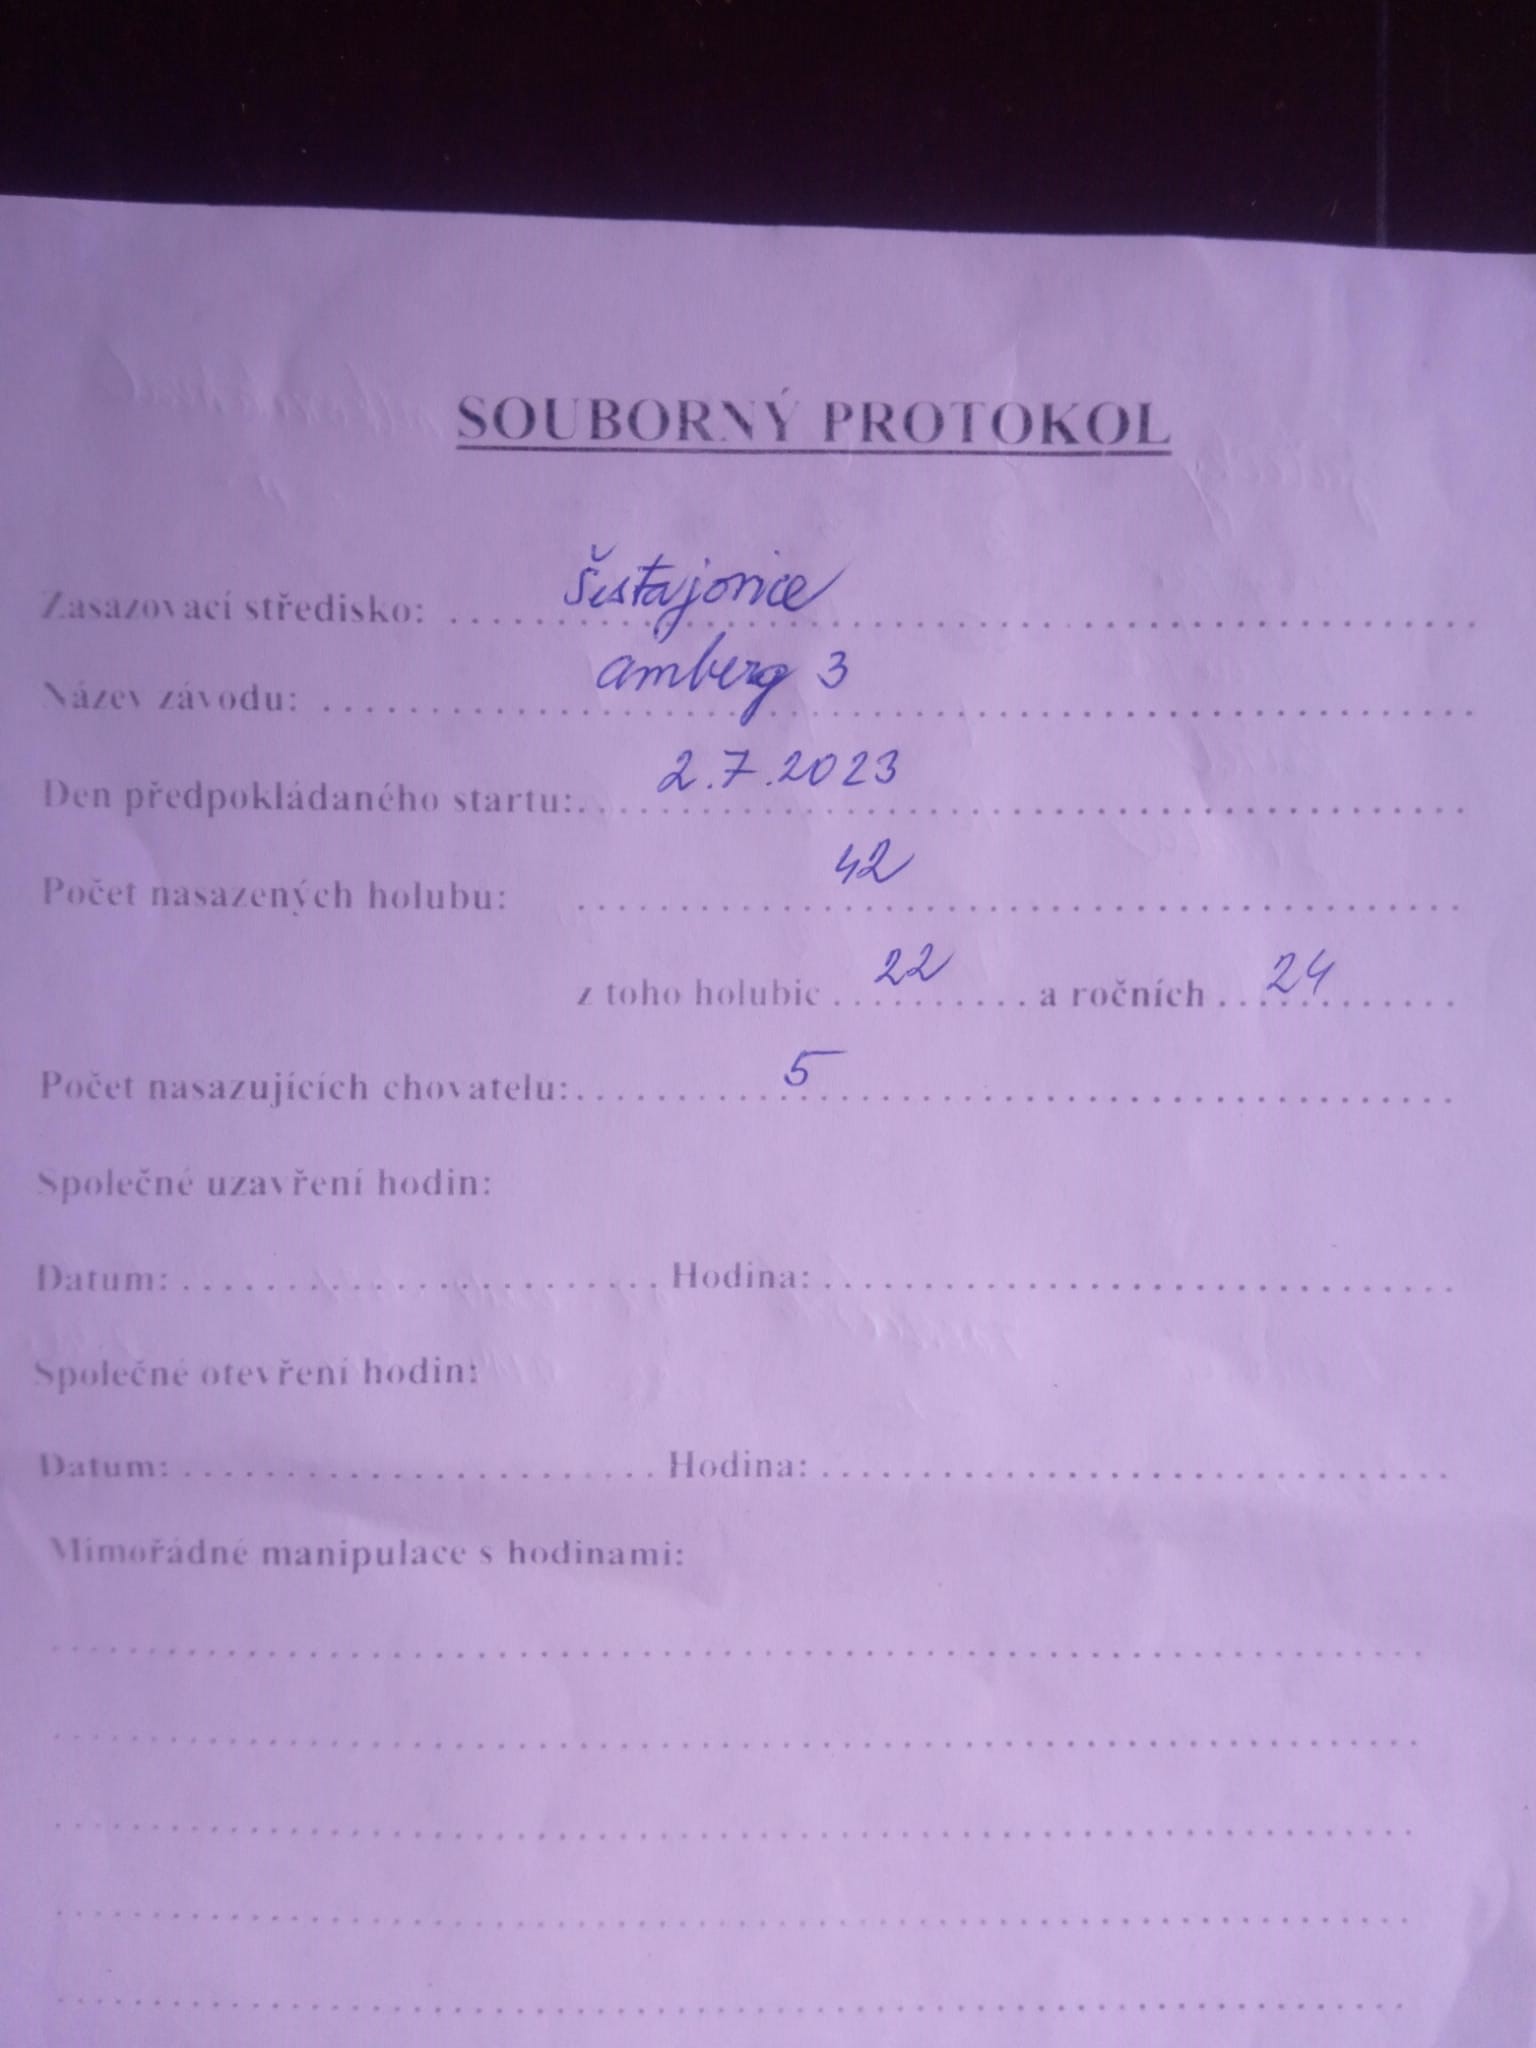 SOUBORNÝ PROTOKOL
Zasazovací středisko: Šestajovice
Název závodu: amberg 3
Den předpokládaného startu: 2.7.2023
Počet nasazených holubu: 42
z toho holubic 22 a ročních 24
Počet nasazujících chovatelu: 5
Společné uzavření hodin:
Datum: Hodina:
Společné otevření hodin:
Datum: Hodina:
Mimořádné manipulace s hodinami: